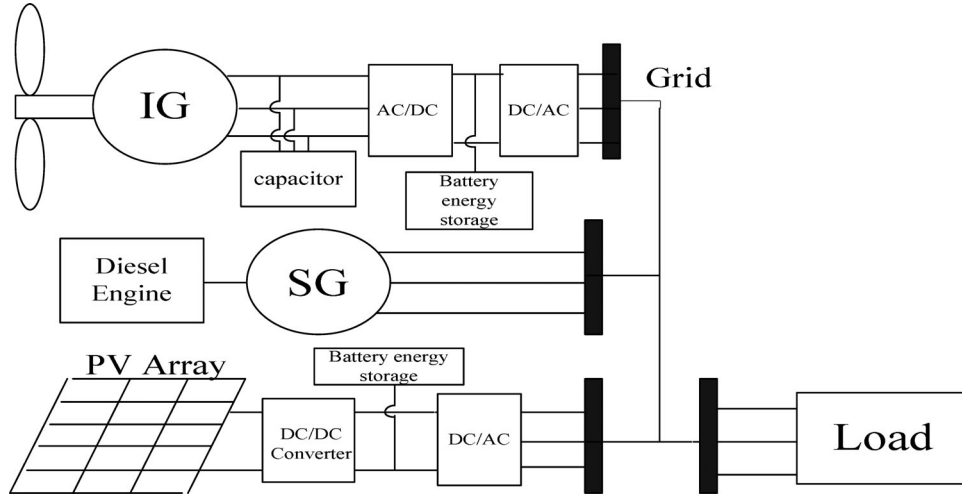 IG
AC/DC
DC/AC
Grid
capacitor
Battery
energy
storage
Diesel
Engine
SG
PV Array
Battery energy
storage
DC/DC
Converter
DC/AC
Load